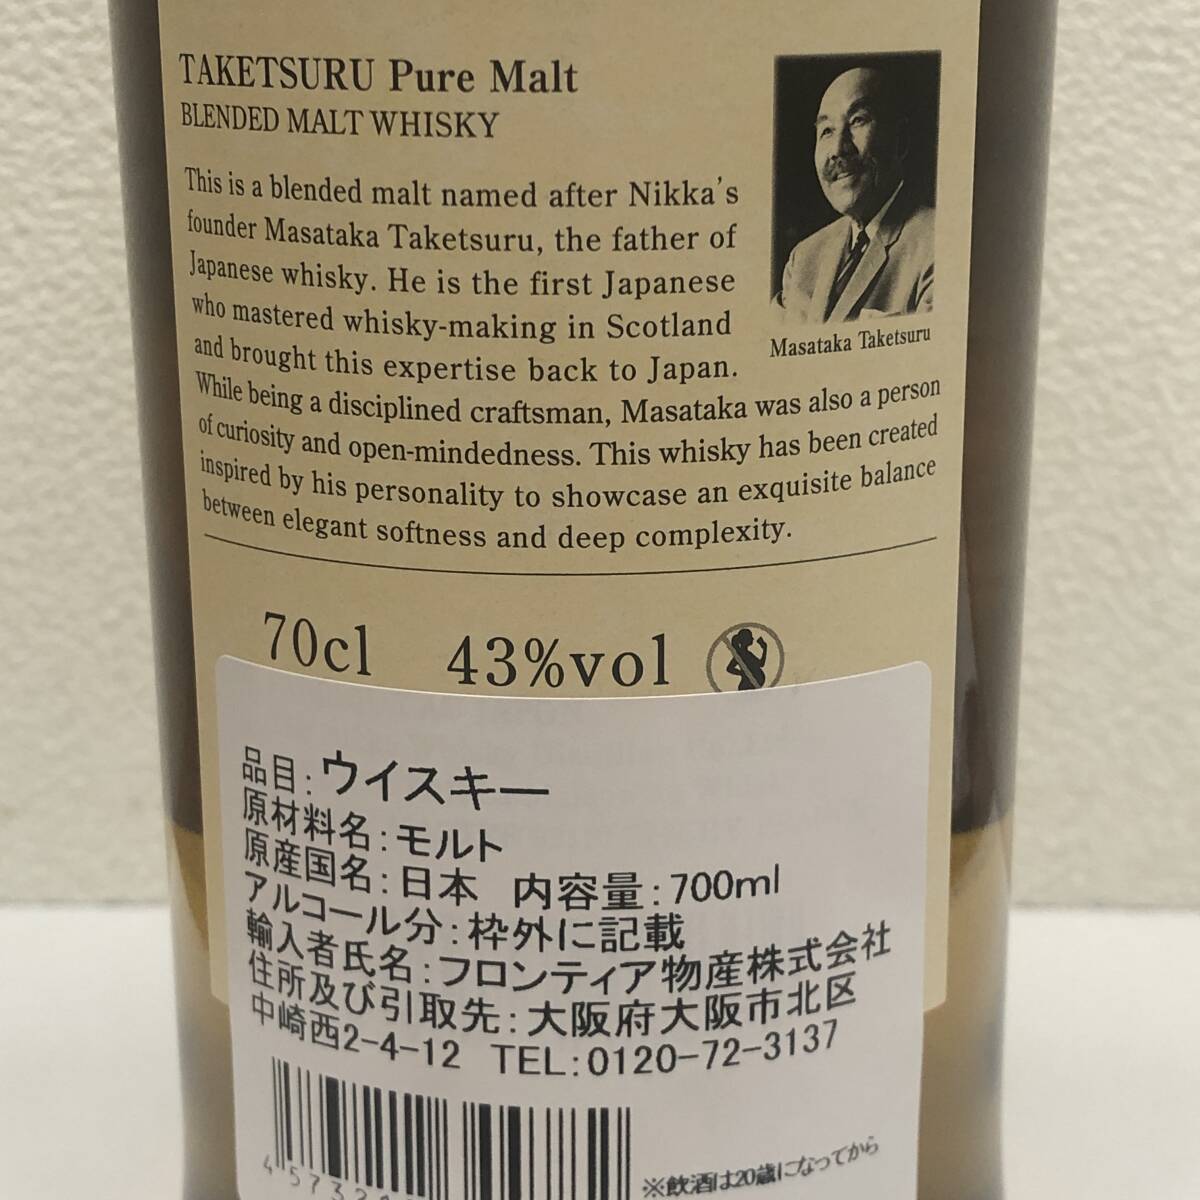 TAKETSURU Pure Malt
BLENDED MALT WHISKY
This is a blended malt named after Nikka's
founder Masataka Taketsuru, the father of
Japanese whisky. He is the first Japanese
who mastered whisky-making in Scotland
and brought this expertise back to Japan.
While being a disciplined craftsman, Masataka was also a person
of curiosity and open-mindedness. This whisky has been created
inspired by his personality to showcase an exquisite balance
between elegant softness and deep complexity.
Masataka Taketsuru
70cl 43%vol
品目:ウイスキー
原材料名:モルト
原産国名:日本 内容量:700ml
アルコール分:枠外に記載
輸入者氏名:フロンティア物産株式会社
住所及び引取先:大阪府大阪市北区
中崎西2-4-12 TEL:0120-72-3137
※飲酒は20歳になってから